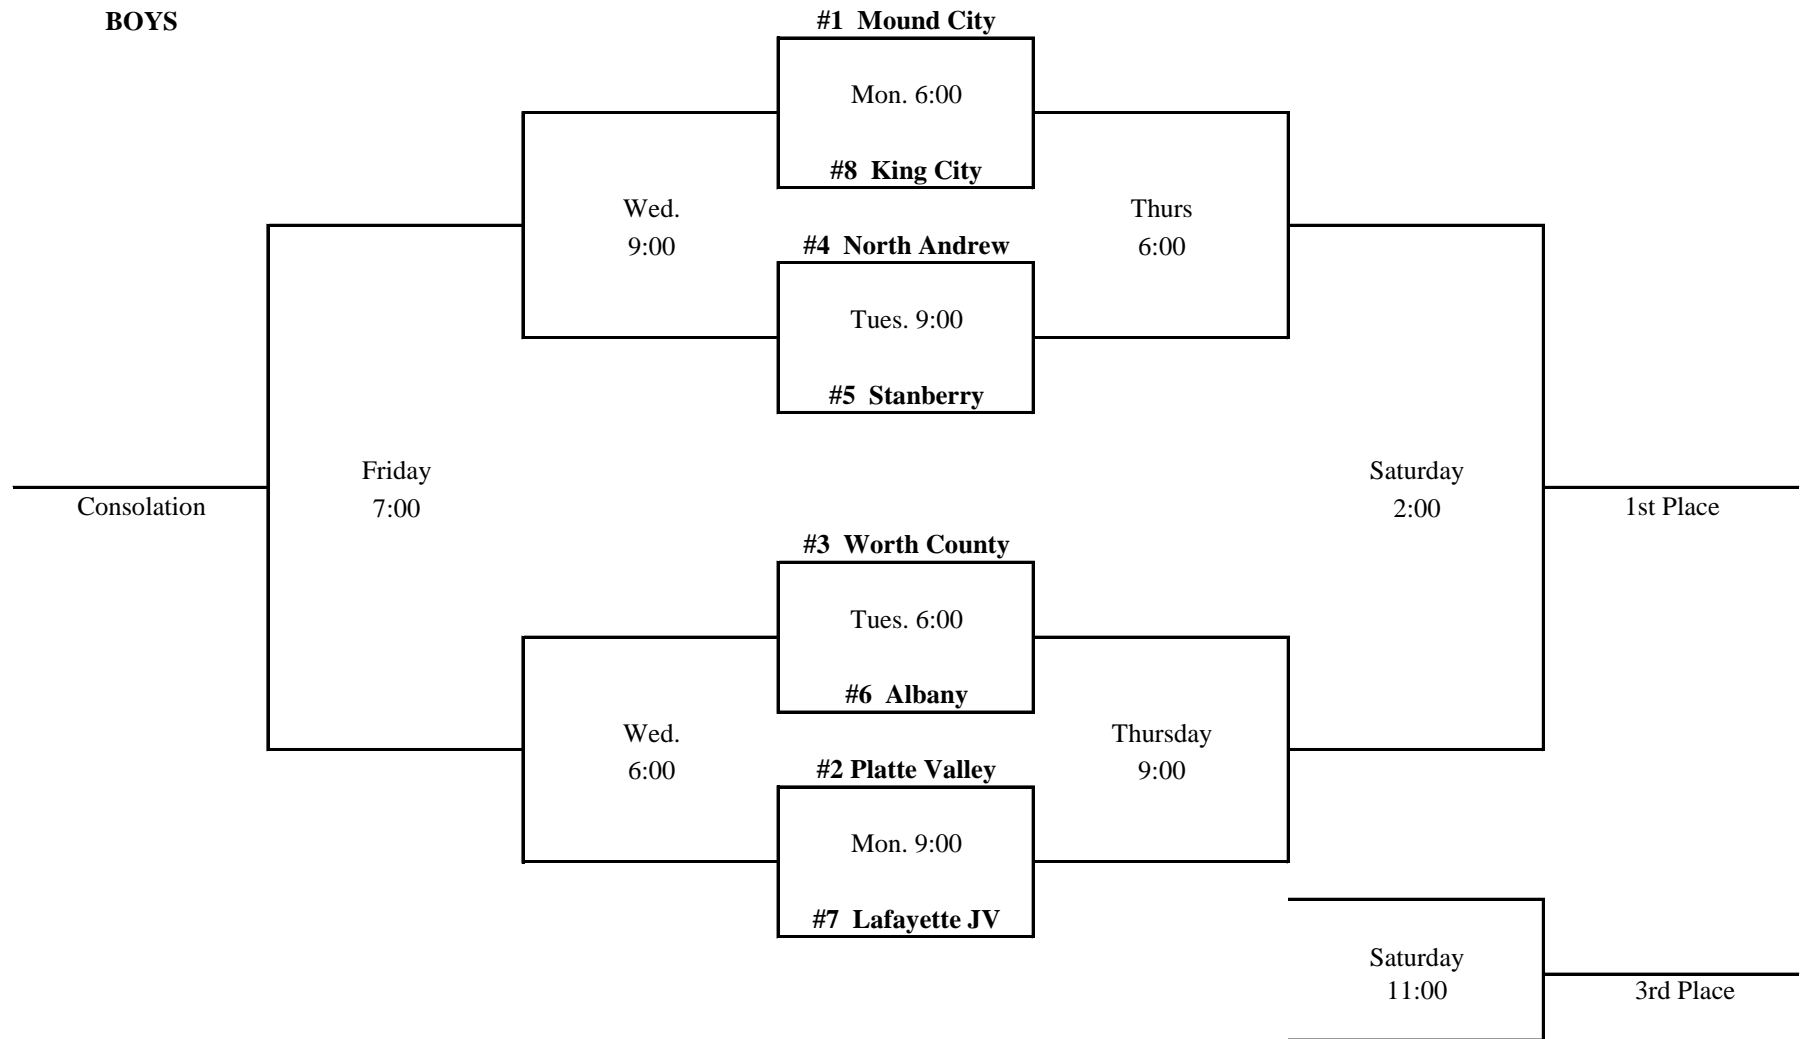 BOYS
#1 Mound City
Mon. 6:00
#8 King City
Wed.
9:00
Thurs
6:00
#4 North Andrew
Tues. 9:00
#5 Stanberry
Friday
7:00
Consolation
Saturday
2:00
1st Place
#3 Worth County
Tues. 6:00
#6 Albany
Wed.
6:00
Thursday
9:00
#2 Platte Valley
Mon. 9:00
#7 Lafayette JV
Saturday
11:00
3rd Place